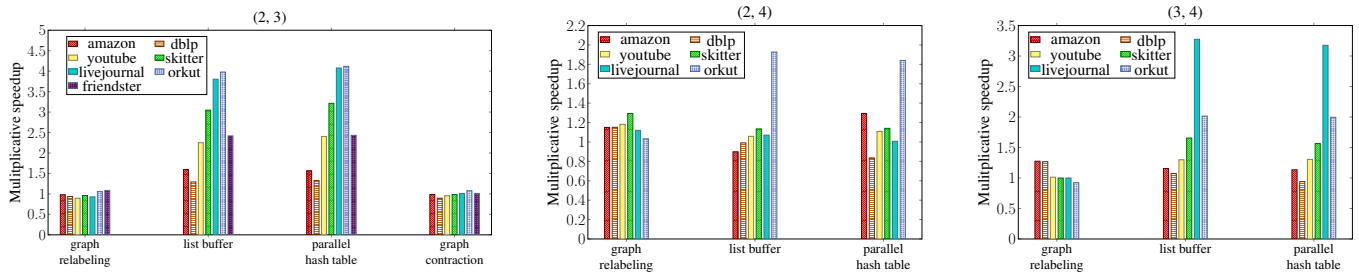 (2, 3)
Mulitplicative speedup
5
4.5
4
3.5
3
2.5
2
1.5
1
0.5
0
amazon dblp
youtube skitter
livejournal orkut
friendster
graph relabeling
list buffer
parallel hash table
graph contraction
(2, 4)
Mulitplicative speedup
2.2
2
1.8
1.6
1.4
1.2
1
0.8
0.6
0.4
0.2
0
amazon dblp
youtube skitter
livejournal orkut
graph relabeling
list buffer
parallel hash table
(3, 4)
Mulitplicative speedup
3.5
3
2.5
2
1.5
1
0.5
0
amazon dblp
youtube skitter
livejournal orkut
graph relabeling
list buffer
parallel hash table